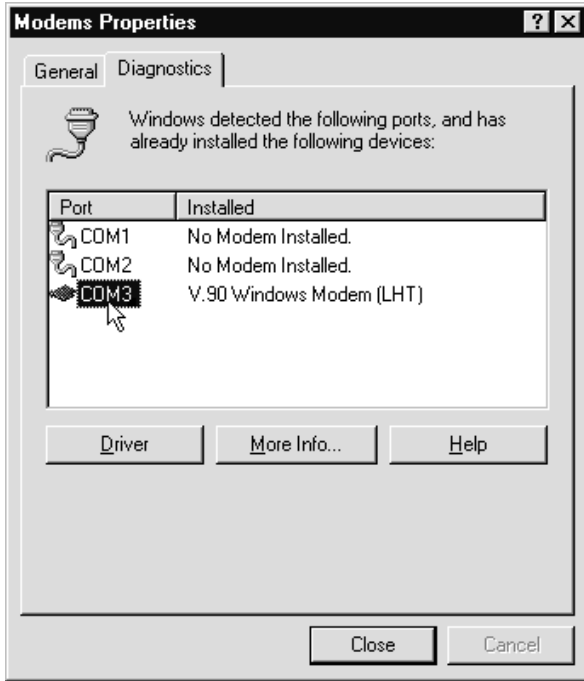 Modems Properties
General Diagnostics
Windows detected the following ports, and has
already installed the following devices:
Port Installed
COM1 No Modem Installed.
COM2 No Modem Installed.
COM3 V.90 Windows Modem (LHT)
Driver More Info... Help
Close Cancel